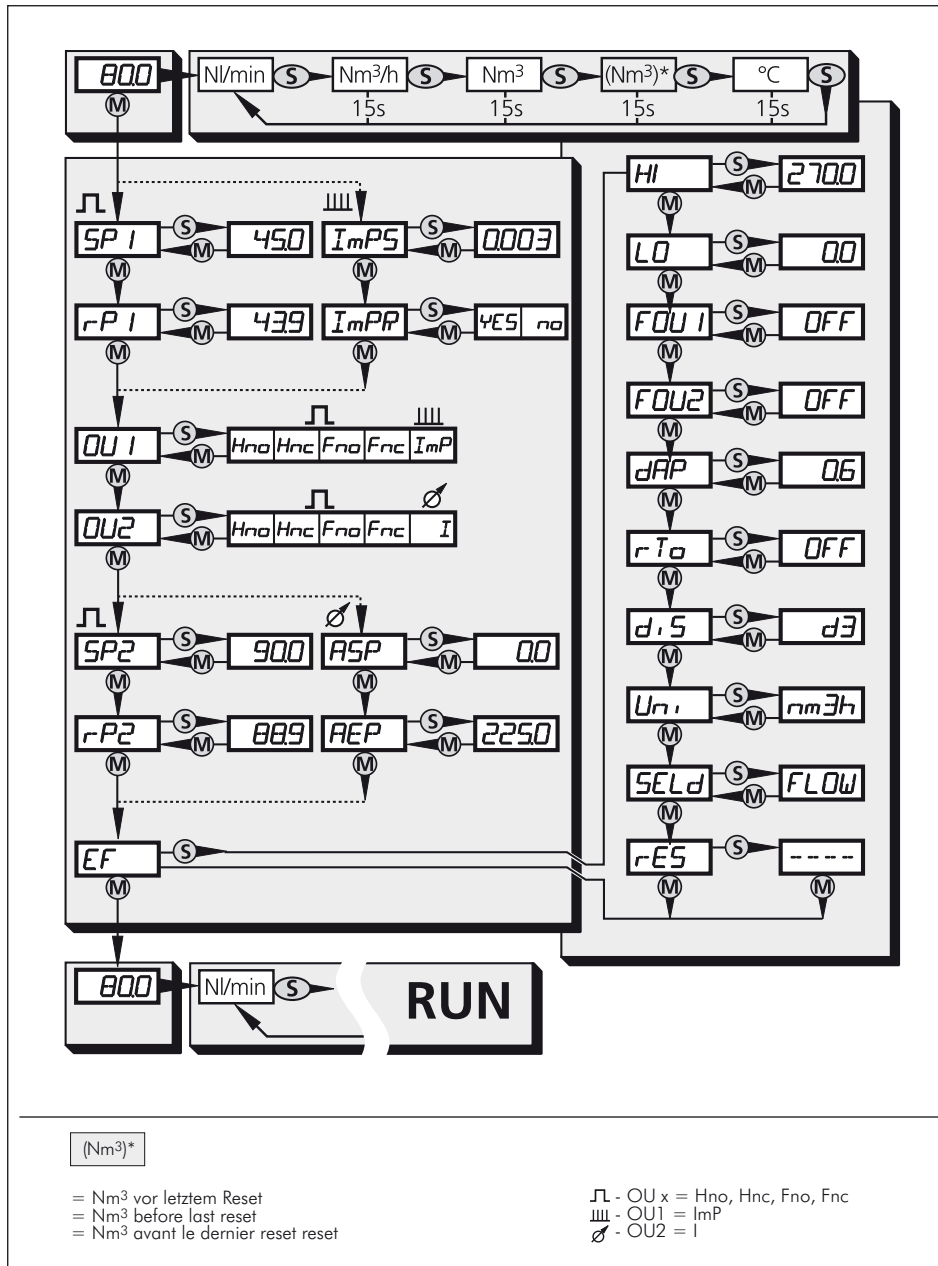 80.0 Nl/min S Nm³/h S Nm³ S (Nm³)* S °C S
M 15s 15s 15s 15s
HI S 270.0
M
M
SP1 S 45.0 ImPS S 0.003
M M
M M
LO S 0.0
M
M
rP1 S 43.9 ImPR S YES no
M M
M M
FOU1 S OFF
M
M
FOU2 S OFF
M
M
OU1 S Hno Hnc Fno Fnc ImP
M
M
dAP S 0.6
M
M
OU2 S Hno Hnc Fno Fnc I
M
M
rTo S OFF
M
M
SP2 S 90.0 ASP S 0.0
M M
M M
diS S d3
M
M
rP2 S 88.9 AEP S 225.0
M M
M M
Uni S nm3h
M
M
SELd S FLOW
M
M
EF S
M
rES S ----
M M
80.0 Nl/min S RUN
(Nm³)*
= Nm³ vor letztem Reset
= Nm³ before last reset
= Nm³ avant le dernier reset reset
- OU x = Hno, Hnc, Fno, Fnc
- OU1 = ImP
- OU2 = I